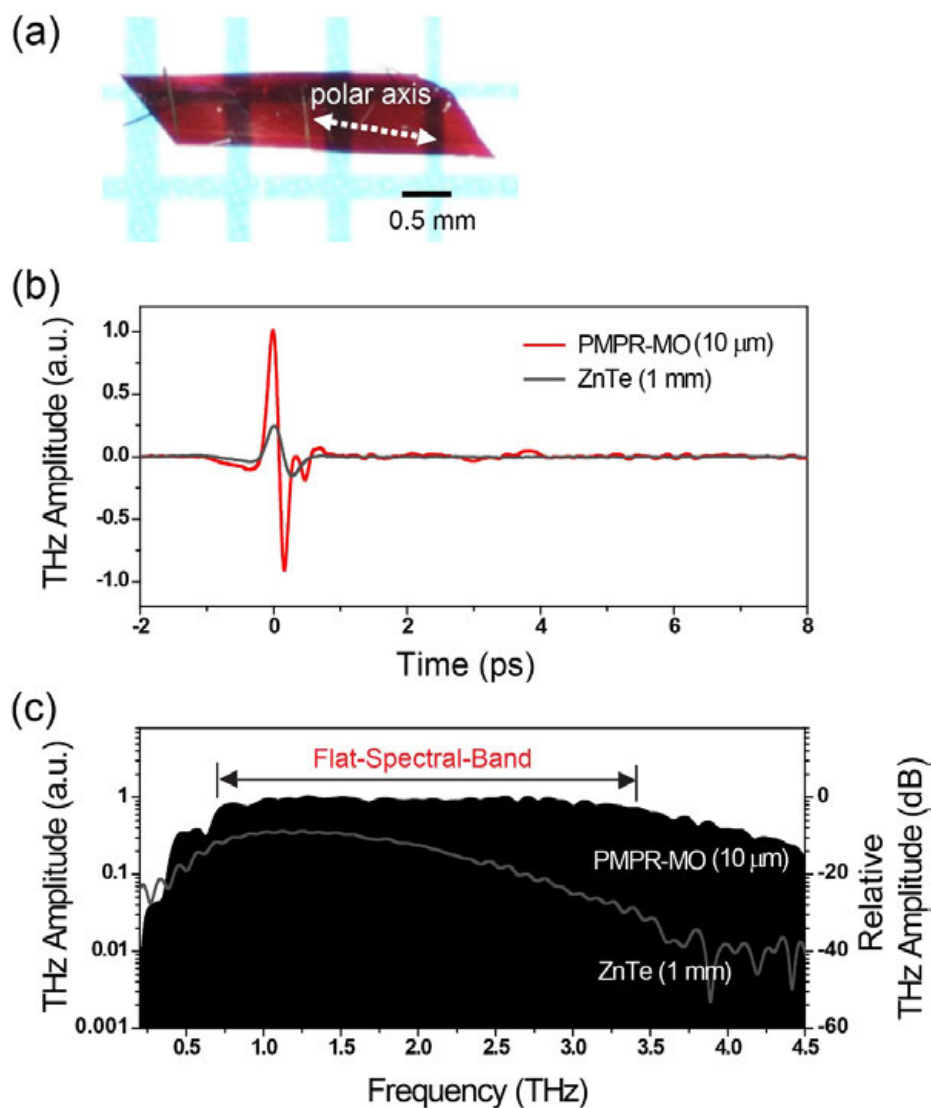 (a)
polar axis
0.5 mm
(b)
THz Amplitude (a.u.)
1.0
0.5
0.0
-0.5
-1.0
PMPR-MO (10 μm)
ZnTe (1 mm)
-2 0 2 4 6 8
Time (ps)
(c)
THz Amplitude (a.u.)
1
0.1
0.01
0.001
Flat-Spectral-Band
PMPR-MO (10 μm)
ZnTe (1 mm)
0
-20
-40
-60
Relative
THz Amplitude (dB)
0.5 1.0 1.5 2.0 2.5 3.0 3.5 4.0 4.5
Frequency (THz)